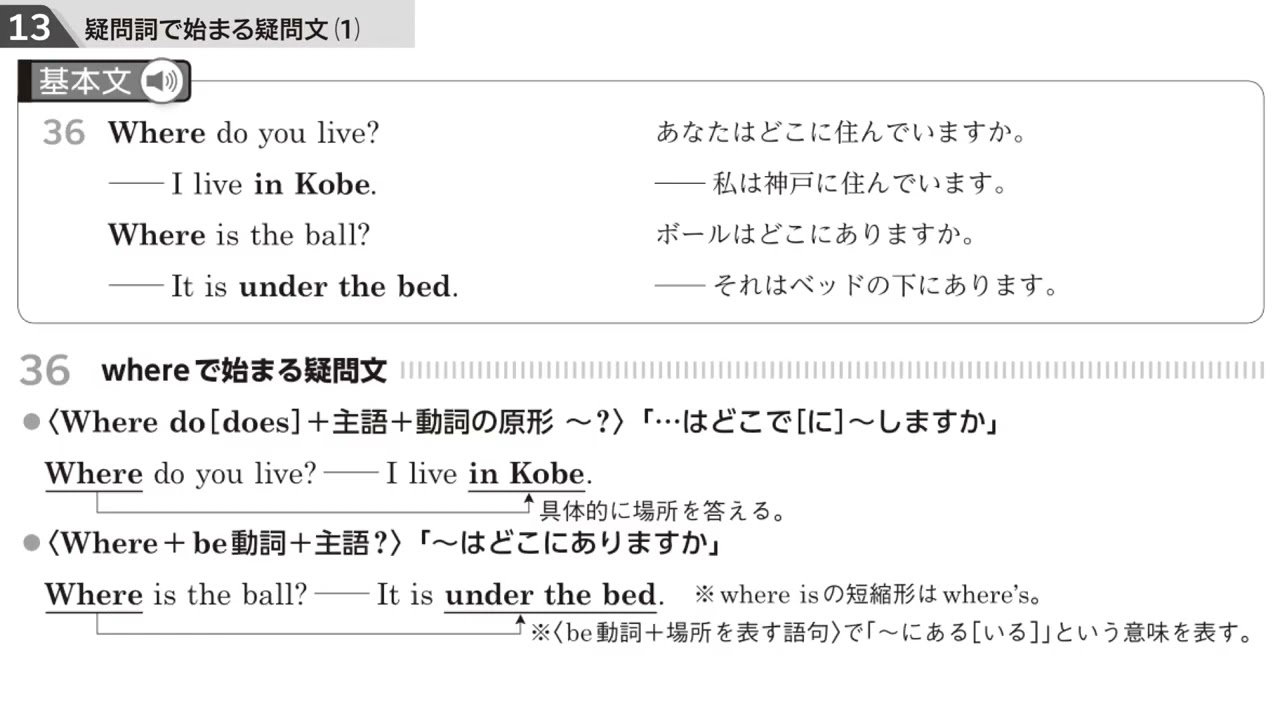 13 疑問詞で始まる疑問文(1)
基本文
36 Where do you live? あなたはどこに住んでいますか。
—— I live in Kobe. —— 私は神戸に住んでいます。
Where is the ball? ボールはどこにありますか。
—— It is under the bed. —— それはベッドの下にあります。
36 whereで始まる疑問文
●〈Where do[does]+主語+動詞の原形 ~?〉「…はどこで[に]~しますか」
Where do you live? —— I live in Kobe.
具体的に場所を答える。
●〈Where+be動詞+主語?〉「~はどこにありますか」
Where is the ball? —— It is under the bed. ※where isの短縮形はwhere's。
※〈be動詞+場所を表す語句〉で「~にある[いる]」という意味を表す。